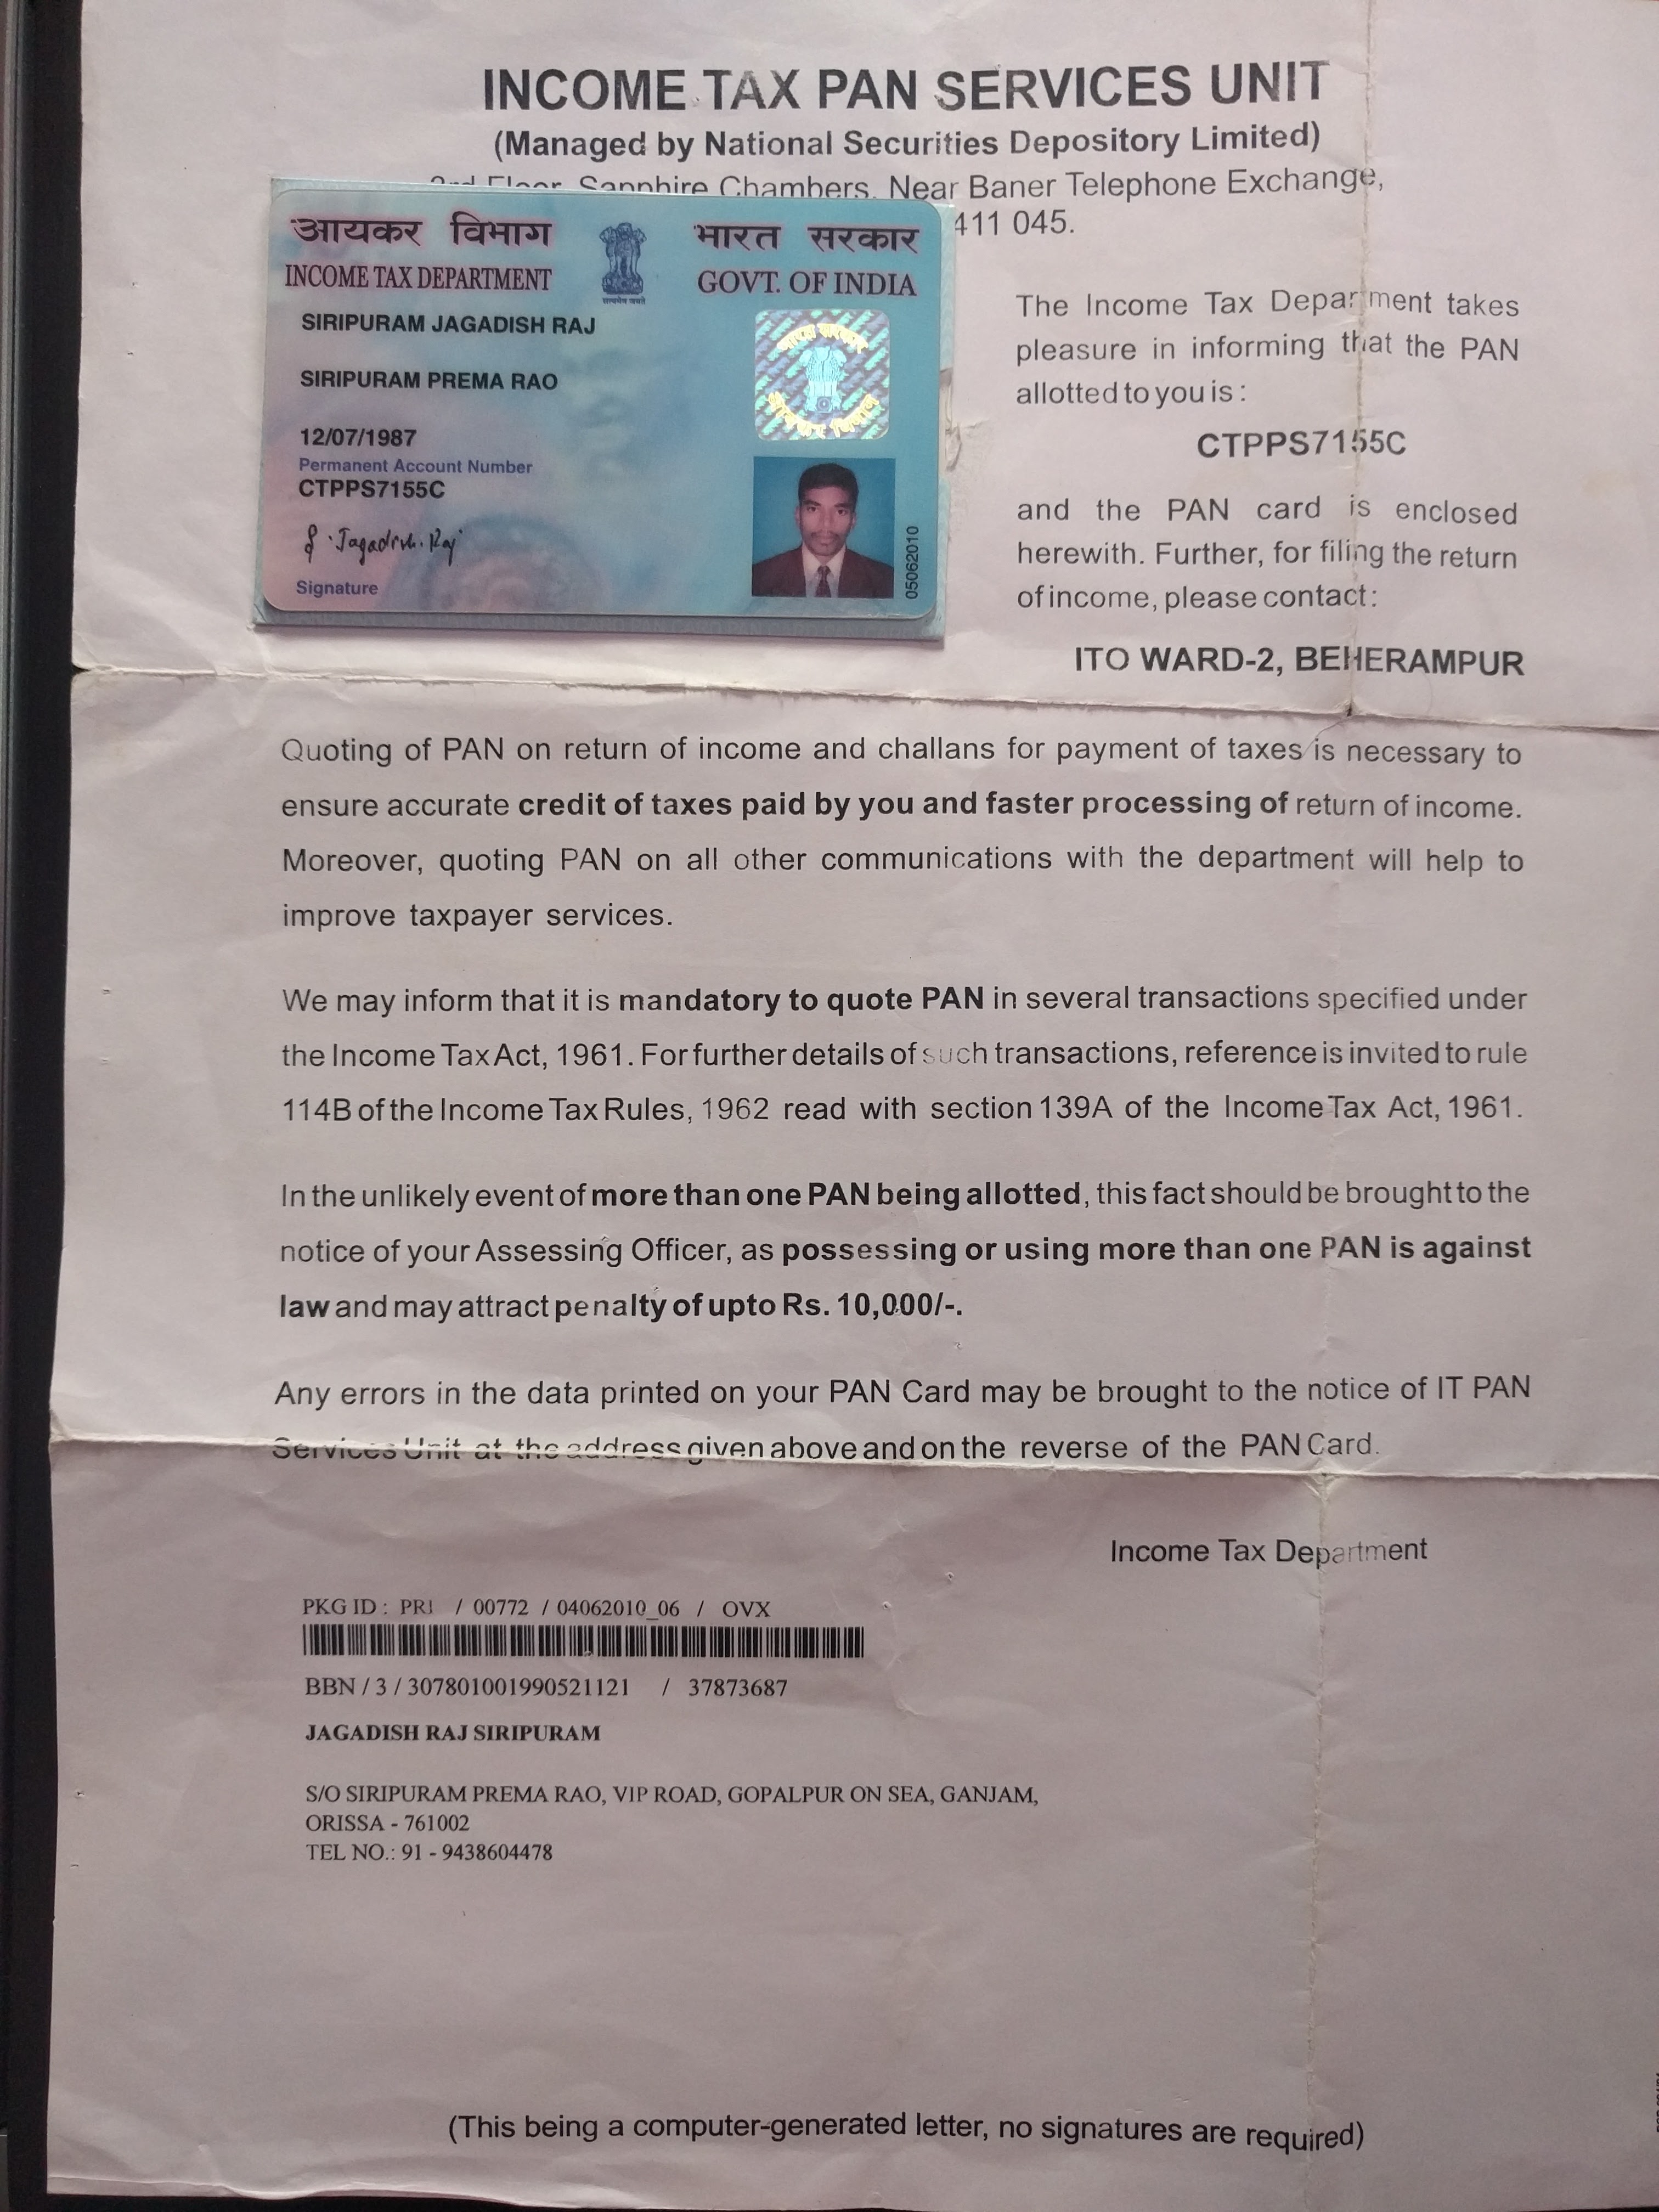 INCOME TAX PAN SERVICES UNIT
(Managed by National Securities Depository Limited)
3rd Floor, Sapphire Chambers, Near Baner Telephone Exchange,
411 045.
आयकर विभाग
INCOME TAX DEPARTMENT
सत्यमेव जयते
भारत सरकार
GOVT. OF INDIA
SIRIPURAM JAGADISH RAJ
SIRIPURAM PREMA RAO
12/07/1987
Permanent Account Number
CTPPS7155C
S. Jagadish. Raj
Signature
भारत सरकार
आयकर विभाग
05062010
The Income Tax Department takes
pleasure in informing that the PAN
allotted to you is :
CTPPS7155C
and the PAN card is enclosed
herewith. Further, for filing the return
of income, please contact:
ITO WARD-2, BEHERAMPUR
Quoting of PAN on return of income and challans for payment of taxes is necessary to
ensure accurate credit of taxes paid by you and faster processing of return of income.
Moreover, quoting PAN on all other communications with the department will help to
improve taxpayer services.
We may inform that it is mandatory to quote PAN in several transactions specified under
the Income Tax Act, 1961. For further details of such transactions, reference is invited to rule
114B of the Income Tax Rules, 1962 read with section 139A of the Income Tax Act, 1961.
In the unlikely event of more than one PAN being allotted, this fact should be brought to the
notice of your Assessing Officer, as possessing or using more than one PAN is against
law and may attract penalty of upto Rs. 10,000/-.
Any errors in the data printed on your PAN Card may be brought to the notice of IT PAN
Services Unit at the address given above and on the reverse of the PAN Card.
Income Tax Department
PKG ID : PRI / 00772 / 04062010_06 / OVX
BBN / 3 / 307801001990521121 / 37873687
JAGADISH RAJ SIRIPURAM
S/O SIRIPURAM PREMA RAO, VIP ROAD, GOPALPUR ON SEA, GANJAM,
ORISSA - 761002
TEL NO.: 91 - 9438604478
(This being a computer-generated letter, no signatures are required)